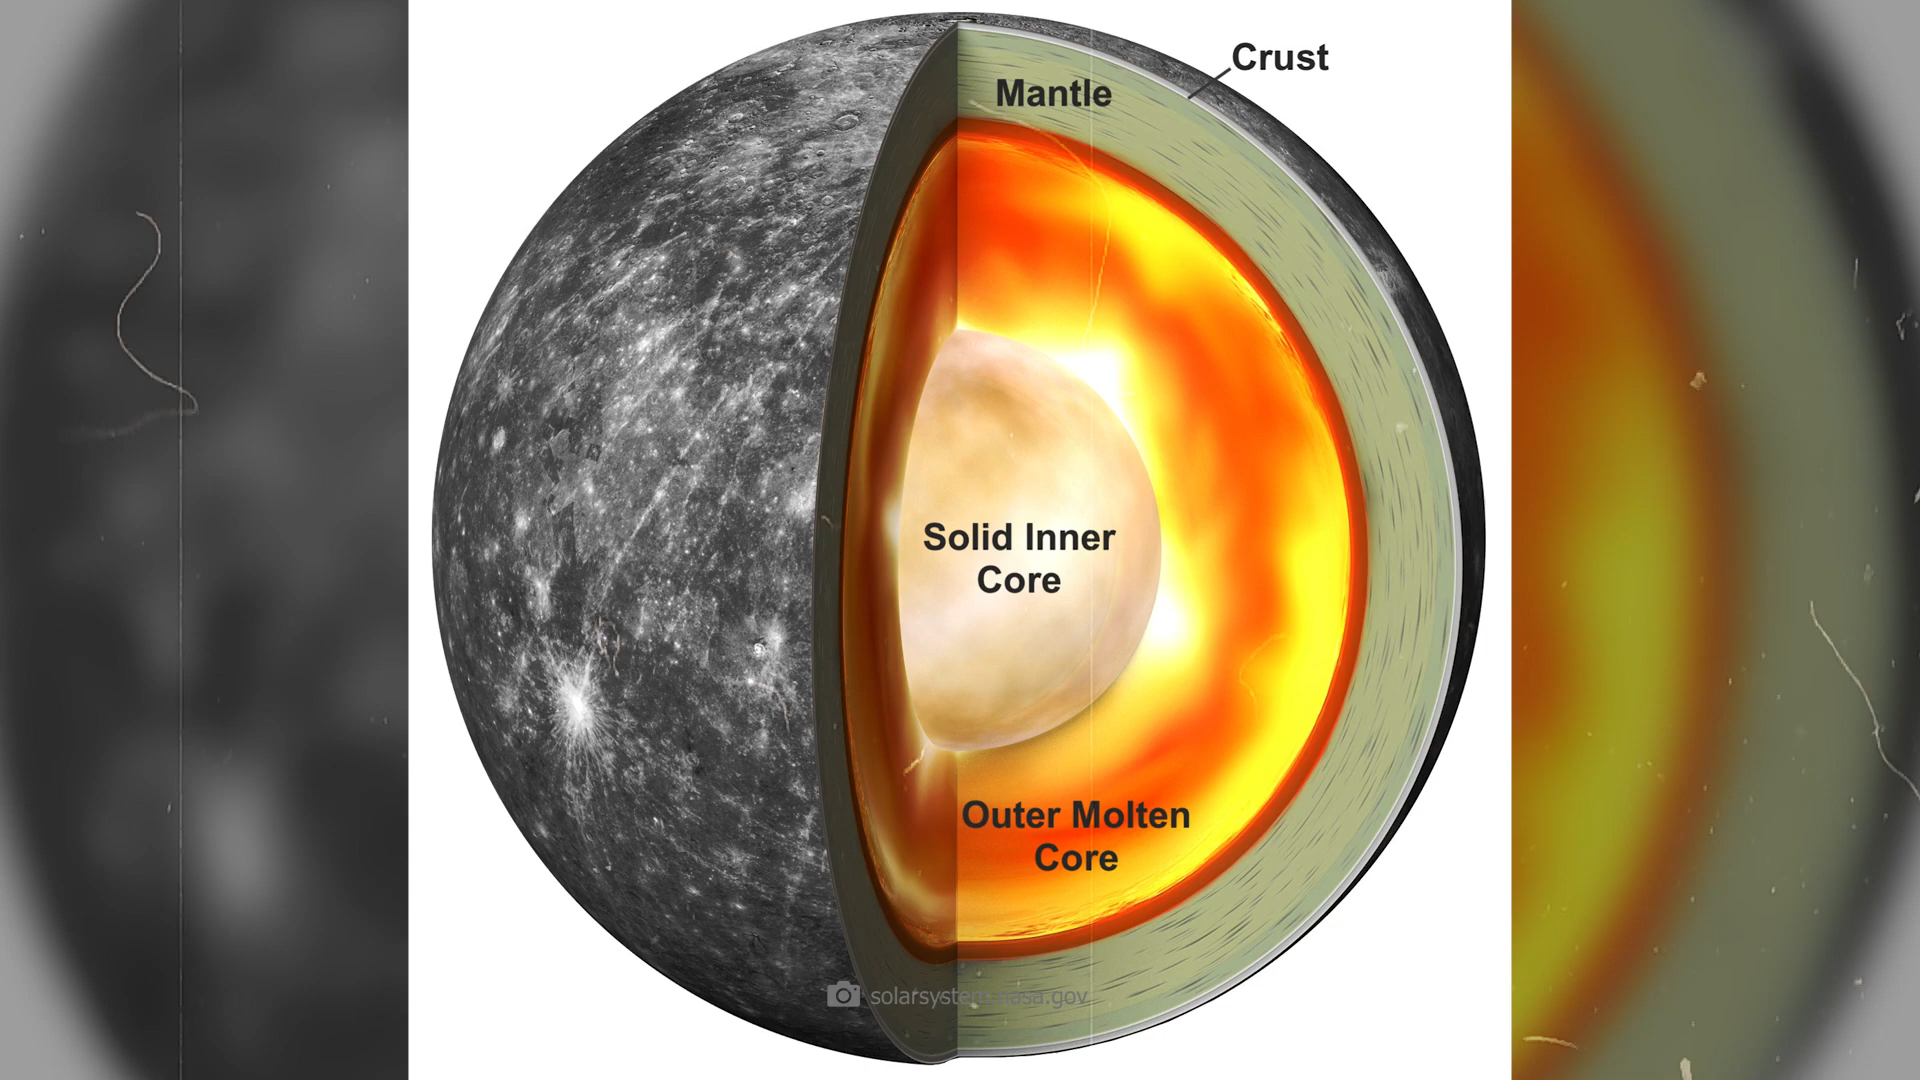 Crust
Mantle
Solid Inner
Core
Outer Molten
Core
solarsystem.nasa.gov